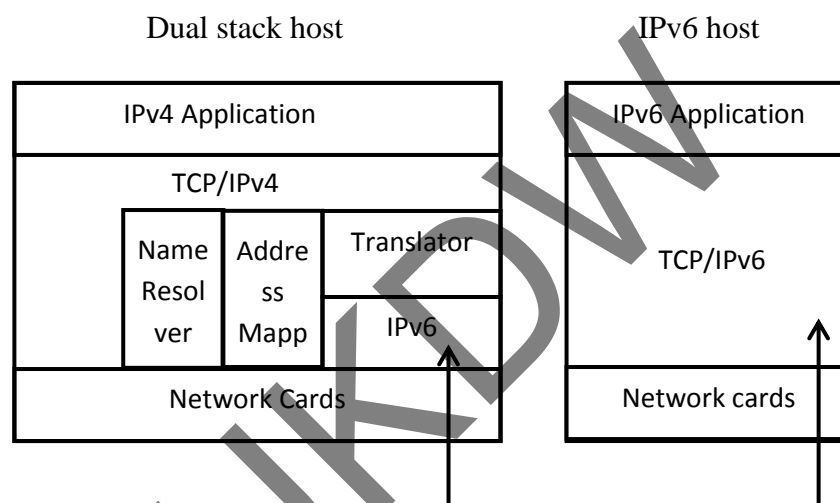 Dual stack host
IPv6 host
IPv4 Application
TCP/IPv4
Name
Resol
ver
Addre
ss
Mapp
Translator
IPv6
Network Cards
IPv6 Application
TCP/IPv6
Network cards